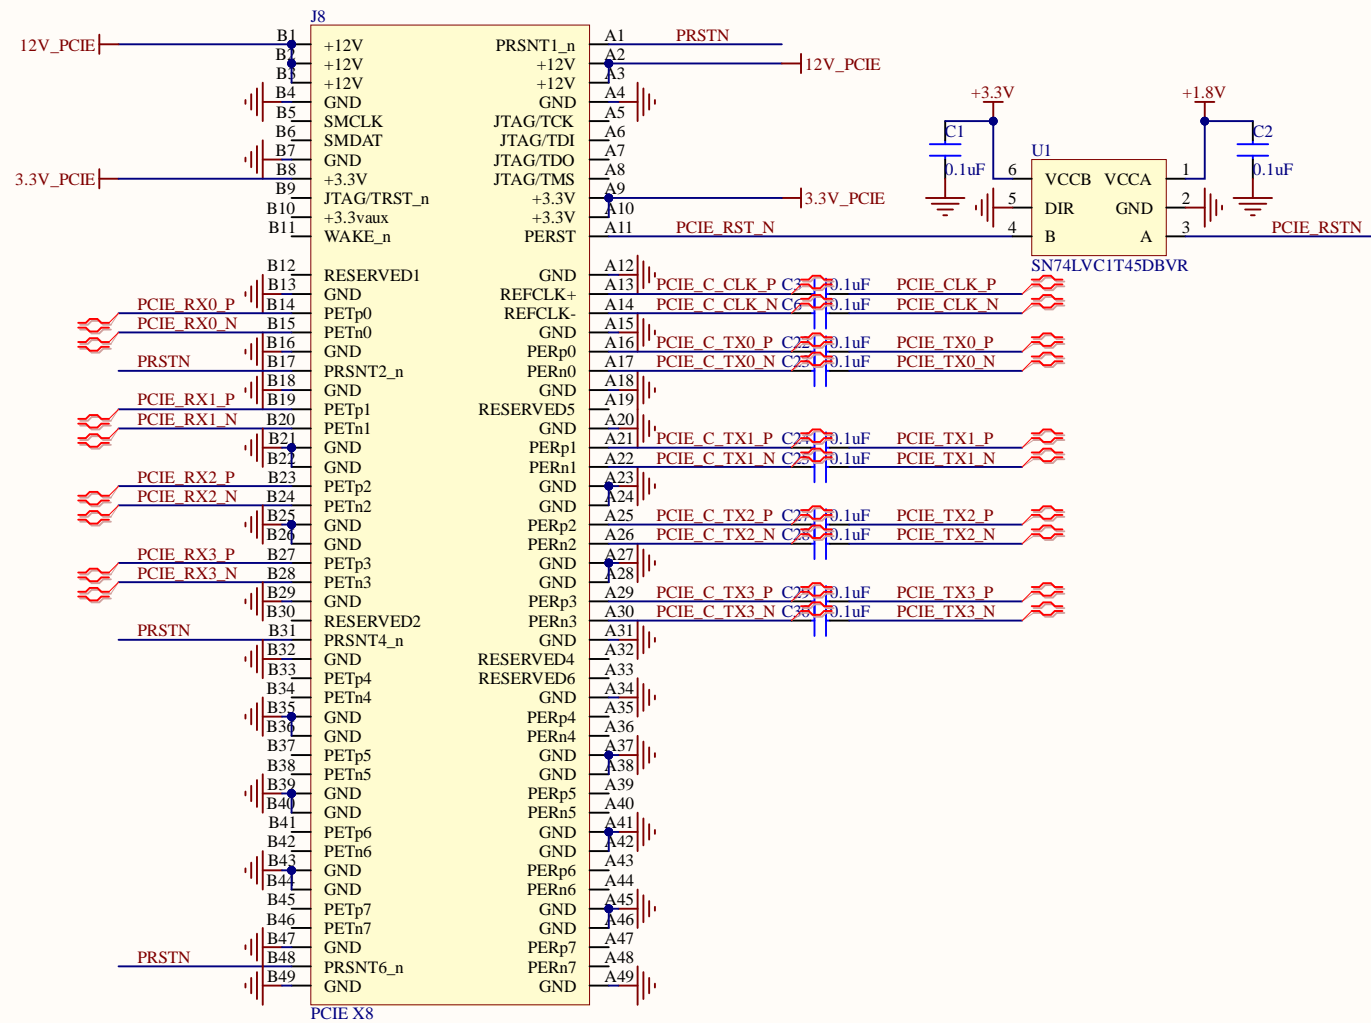 J8
12V_PCIE
B1 +12V PRSNT1_n A1 PRSTN
B2 +12V +12V A2 12V_PCIE
B3 +12V +12V A3
B4 GND GND A4
B5 SMCLK JTAG/TCK A5
B6 SMDAT JTAG/TDI A6
B7 GND JTAG/TDO A7
3.3V_PCIE B8 +3.3V JTAG/TMS A8
B9 JTAG/TRST_n +3.3V A9 3.3V_PCIE
B10 +3.3vaux +3.3V A10
B11 WAKE_n PERST A11 PCIE_RST_N
+3.3V +1.8V
C1 C2
0.1uF 0.1uF
U1
6 VCCB VCCA 1
5 DIR GND 2
4 B A 3 PCIE_RSTN
SN74LVC1T45DBVR
B12 RESERVED1 GND A12
B13 GND REFCLK+ A13 PCIE_C_CLK_P 0.1uF PCIE_CLK_P
PCIE_RX0_P B14 PETp0 REFCLK- A14 PCIE_C_CLK_N C6 0.1uF PCIE_CLK_N
PCIE_RX0_N B15 PETn0 GND A15
B16 GND PERp0 A16 PCIE_C_TX0_P C22 0.1uF PCIE_TX0_P
PRSTN B17 PRSNT2_n PERn0 A17 PCIE_C_TX0_N C23 0.1uF PCIE_TX0_N
B18 GND GND A18
PCIE_RX1_P B19 PETp1 RESERVED5 A19
PCIE_RX1_N B20 PETn1 GND A20
B21 GND PERp1 A21 PCIE_C_TX1_P C24 0.1uF PCIE_TX1_P
B22 GND PERn1 A22 PCIE_C_TX1_N C25 0.1uF PCIE_TX1_N
PCIE_RX2_P B23 PETp2 GND A23
PCIE_RX2_N B24 PETn2 GND A24
B25 GND PERp2 A25 PCIE_C_TX2_P C27 0.1uF PCIE_TX2_P
B26 GND PERn2 A26 PCIE_C_TX2_N C28 0.1uF PCIE_TX2_N
PCIE_RX3_P B27 PETp3 GND A27
PCIE_RX3_N B28 PETn3 GND A28
B29 GND PERp3 A29 PCIE_C_TX3_P C29 0.1uF PCIE_TX3_P
B30 RESERVED2 PERn3 A30 PCIE_C_TX3_N C30 0.1uF PCIE_TX3_N
PRSTN B31 PRSNT4_n GND A31
B32 GND RESERVED4 A32
B33 PETp4 RESERVED6 A33
B34 PETn4 GND A34
B35 GND PERp4 A35
B36 GND PERn4 A36
B37 PETp5 GND A37
B38 PETn5 GND A38
B39 GND PERp5 A39
B40 GND PERn5 A40
B41 PETp6 GND A41
B42 PETn6 GND A42
B43 GND PERp6 A43
B44 GND PERn6 A44
B45 PETp7 GND A45
B46 PETn7 GND A46
B47 GND PERp7 A47
PRSTN B48 PRSNT6_n PERn7 A48
B49 GND GND A49
PCIE X8